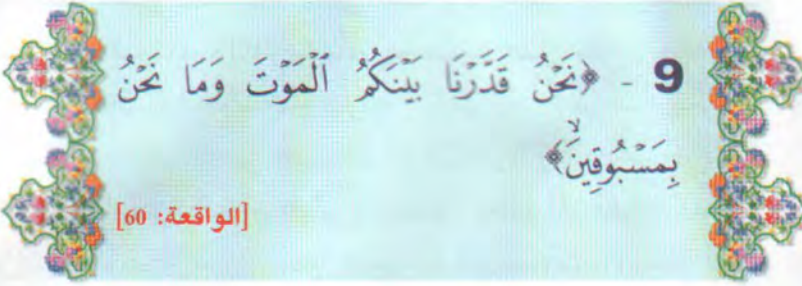 9 - ﴿نَحْنُ قَدَّرْنَا بَيْنَكُمُ ٱلْمَوْتَ وَمَا نَحْنُ
بِمَسْبُوقِينَۙ﴾
[الواقعة: 60]